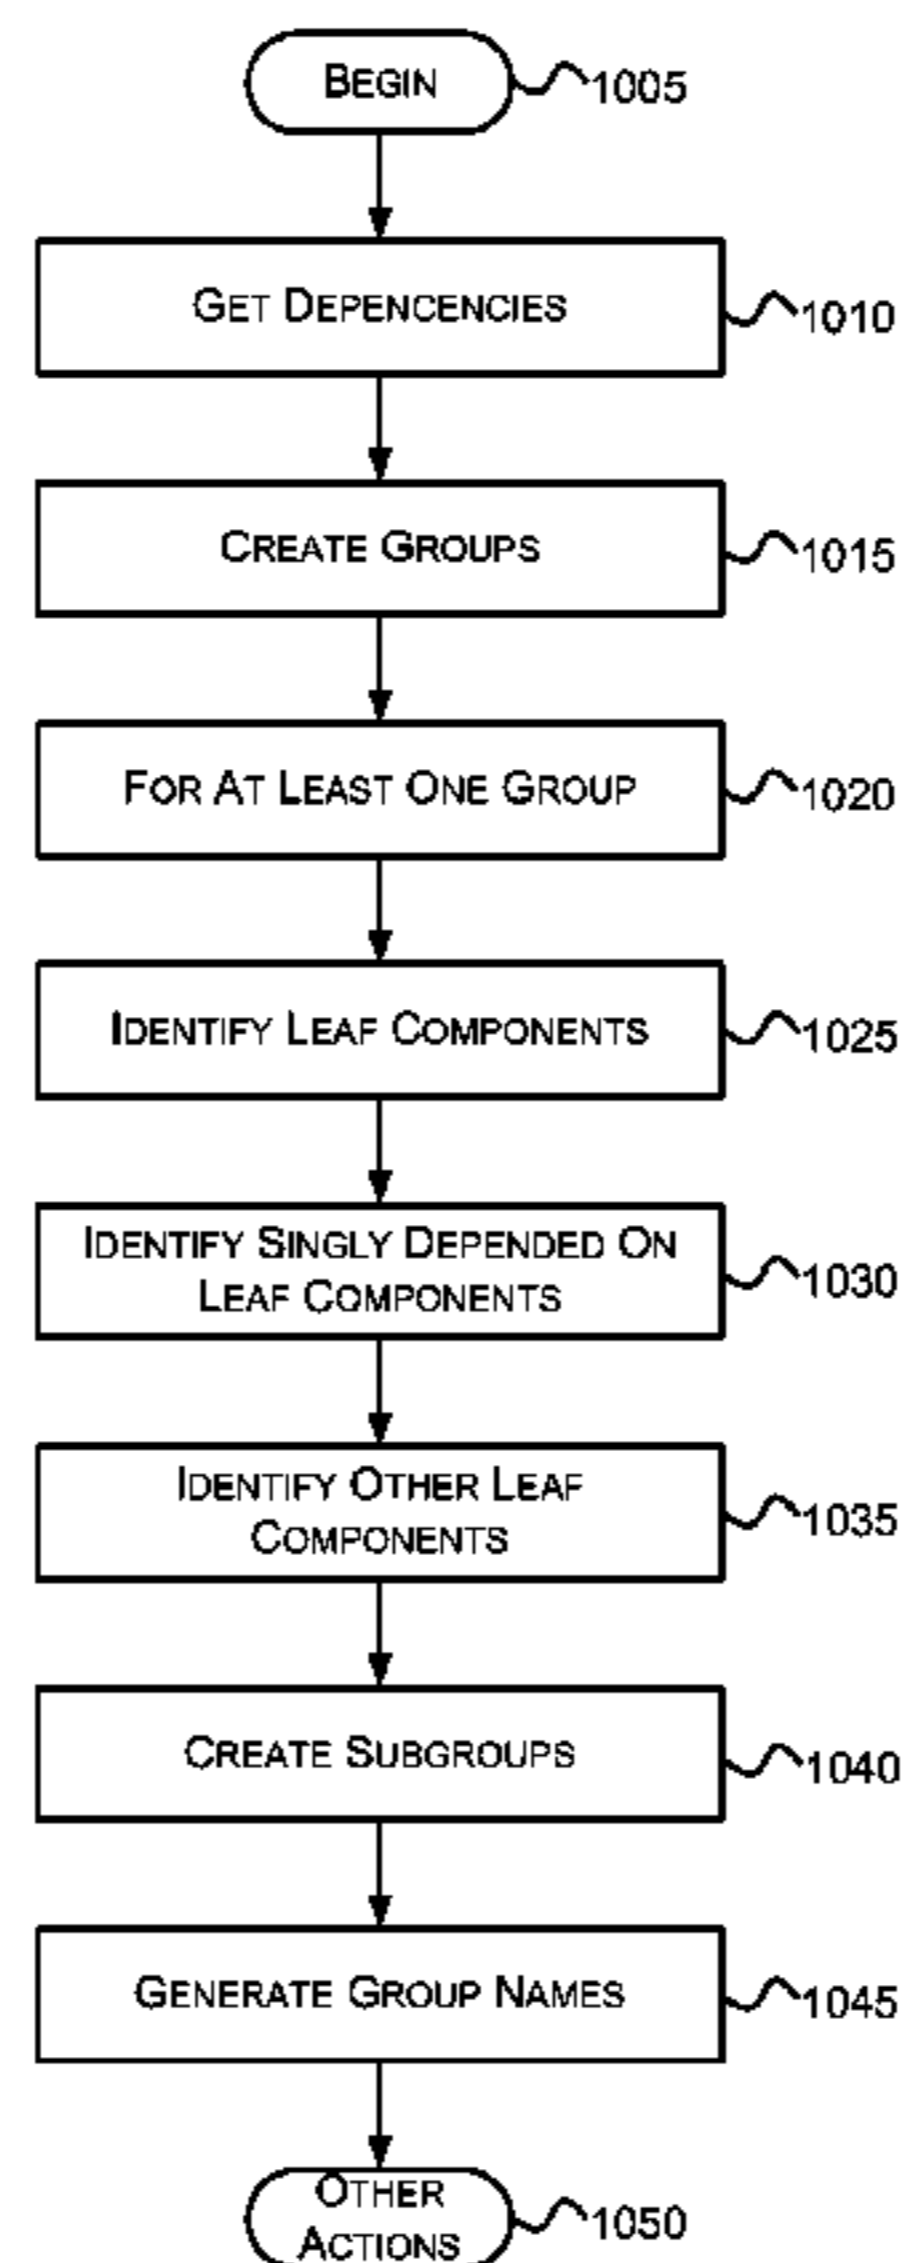 BEGIN
1005
GET DEPENCENCIES
1010
CREATE GROUPS
1015
FOR AT LEAST ONE GROUP
1020
IDENTIFY LEAF COMPONENTS
1025
IDENTIFY SINGLY DEPENDED ON
LEAF COMPONENTS
1030
IDENTIFY OTHER LEAF
COMPONENTS
1035
CREATE SUBGROUPS
1040
GENERATE GROUP NAMES
1045
OTHER
ACTIONS
1050